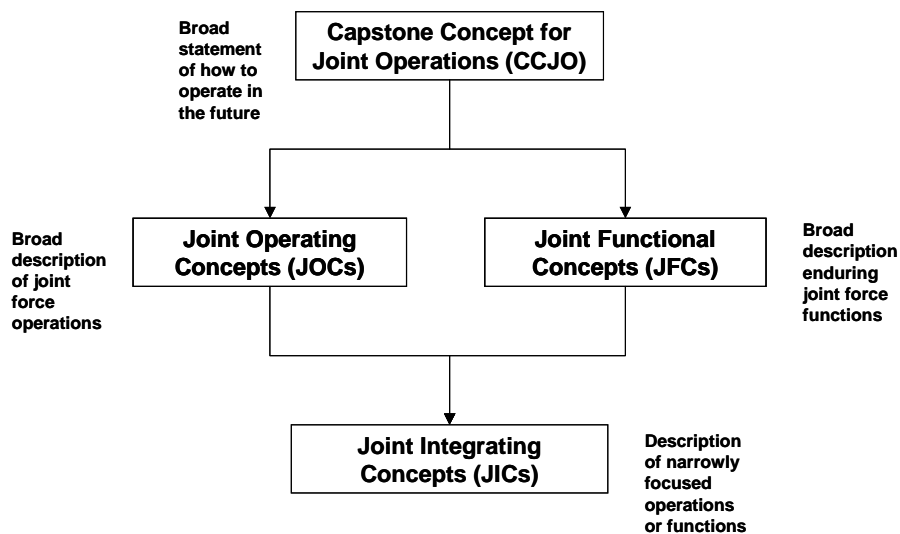 Broad
statement
of how to
operate in
the future
Capstone Concept for
Joint Operations (CCJO)
Broad
description
of joint
force
operations
Joint Operating
Concepts (JOCs)
Joint Functional
Concepts (JFCs)
Broad
description
enduring
joint force
functions
Joint Integrating
Concepts (JICs)
Description
of narrowly
focused
operations
or functions